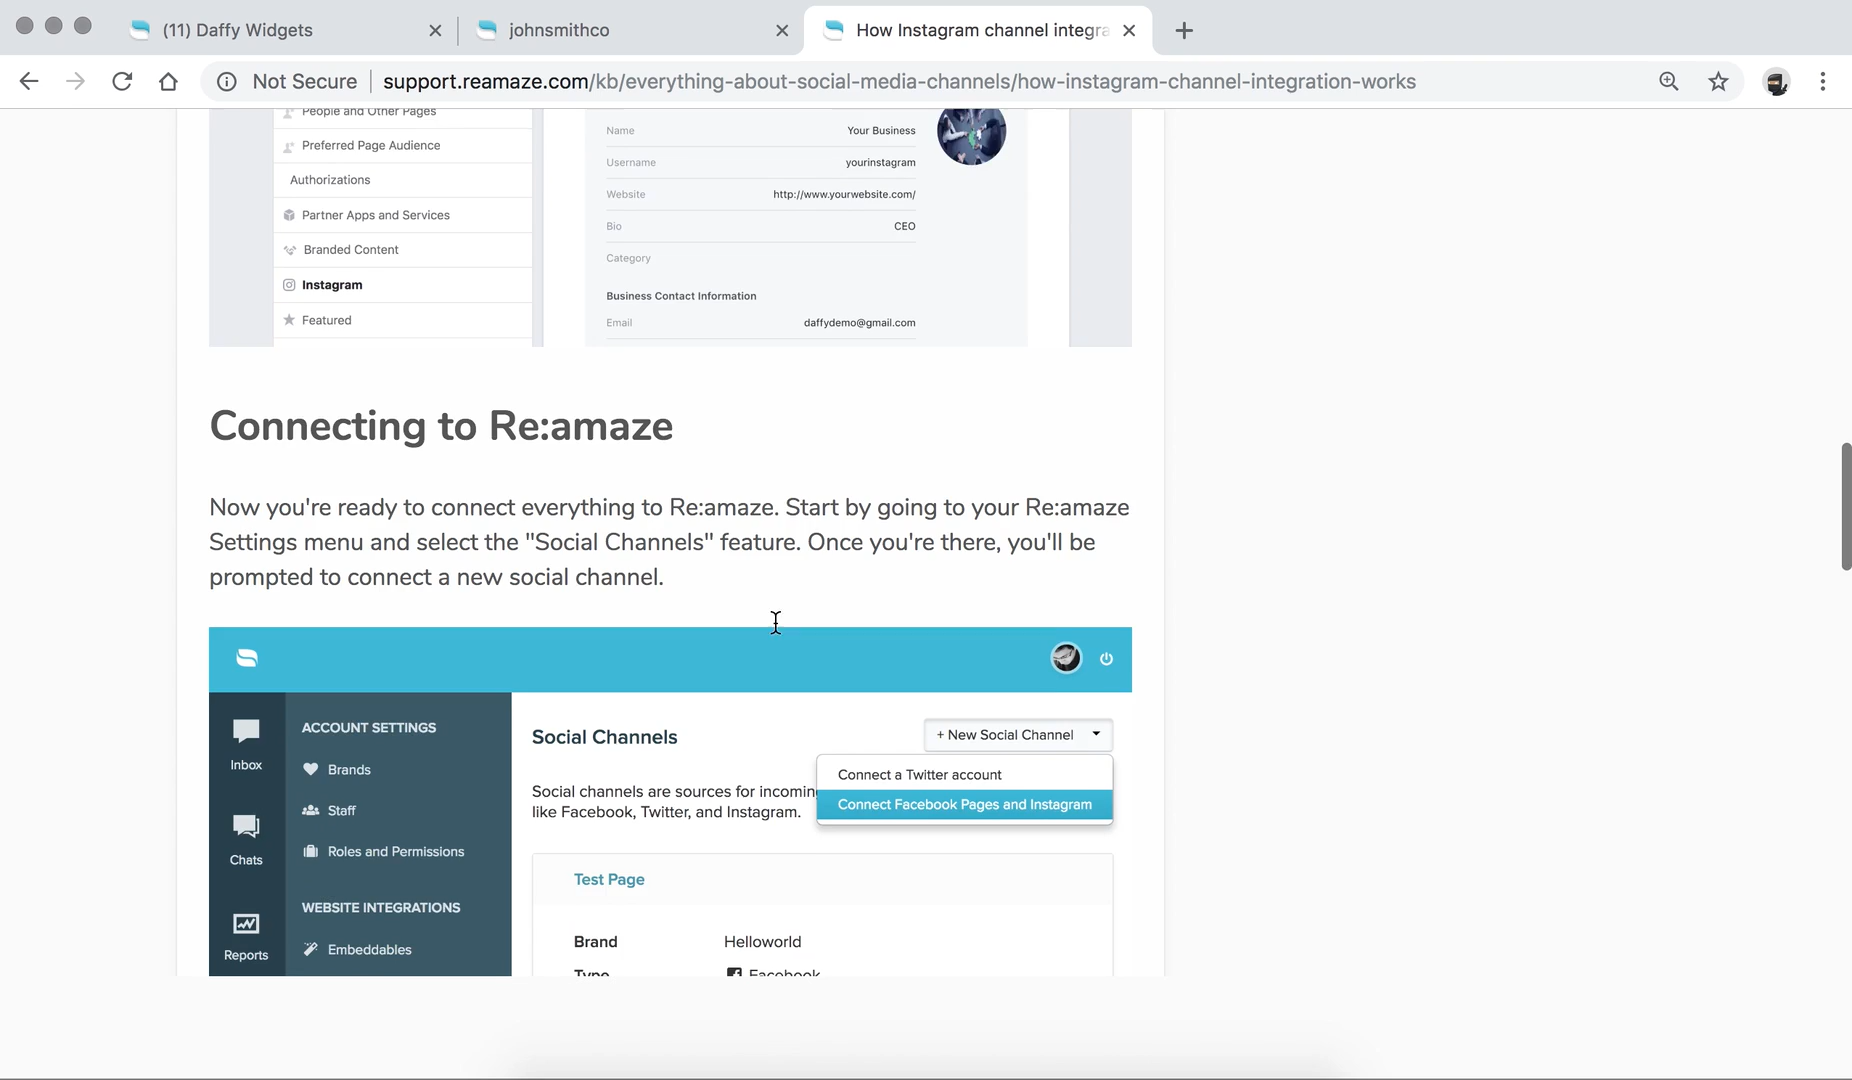 (11) Daffy Widgets
johnsmithco
How Instagram channel integra
Not Secure support.reamaze.com/kb/everything-about-social-media-channels/how-instagram-channel-integration-works
People and Other Pages
Preferred Page Audience
Authorizations
Partner Apps and Services
Branded Content
Instagram
Featured
Name Your Business
Username yourinstagram
Website http://www.yourwebsite.com/
Bio CEO
Category
Business Contact Information
Email daffydemo@gmail.com
Connecting to Re:amaze
Now you're ready to connect everything to Re:amaze. Start by going to your Re:amaze
Settings menu and select the "Social Channels" feature. Once you're there, you'll be
prompted to connect a new social channel.
Inbox
Chats
Reports
ACCOUNT SETTINGS
Brands
Staff
Roles and Permissions
WEBSITE INTEGRATIONS
Embeddables
Social Channels
+ New Social Channel
Connect a Twitter account
Connect Facebook Pages and Instagram
Social channels are sources for incoming
like Facebook, Twitter, and Instagram.
Test Page
Brand Helloworld
Type Facebook